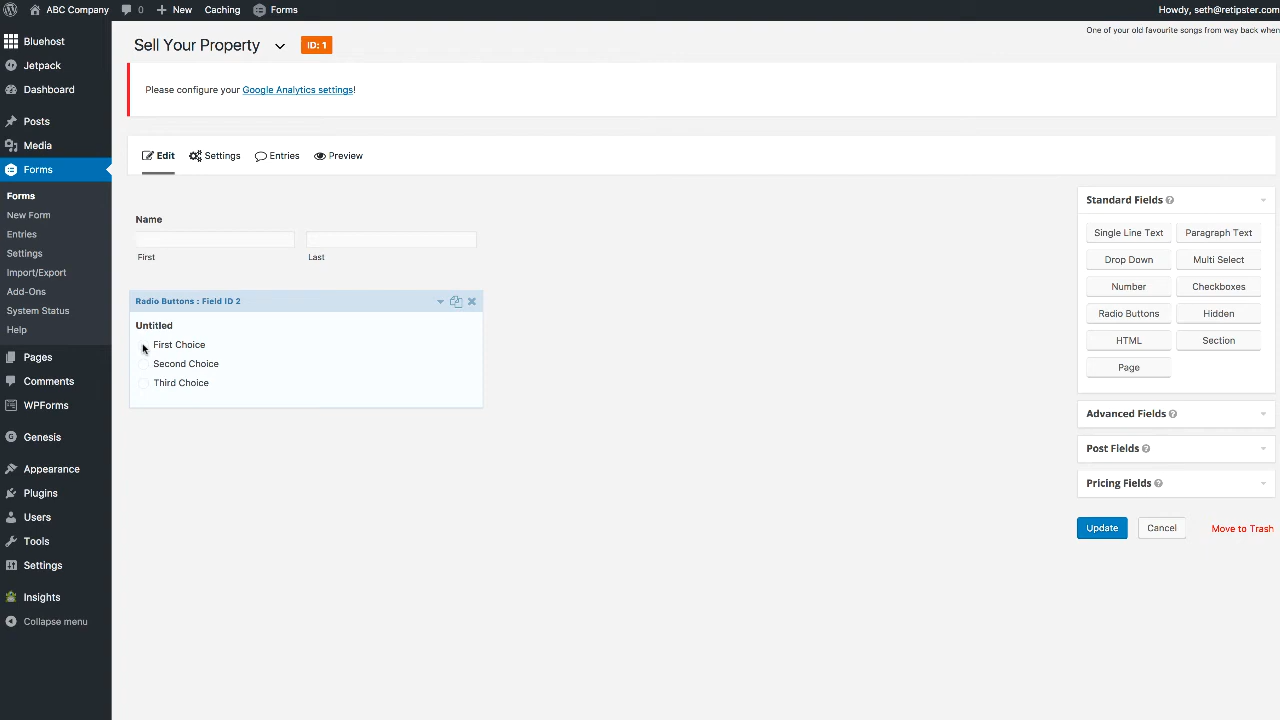 ABC Company 0 New Caching Forms Howdy, seth@retipster.com
One of your old favourite songs from way back when
Bluehost
Jetpack
Dashboard
Posts
Media
Forms
Forms
New Form
Entries
Settings
Import/Export
Add-Ons
System Status
Help
Pages
Comments
WPForms
Genesis
Appearance
Plugins
Users
Tools
Settings
Insights
Collapse menu
Sell Your Property ID: 1
Please configure your Google Analytics settings!
Edit Settings Entries Preview
Name
First Last
Radio Buttons : Field ID 2
Untitled
First Choice
Second Choice
Third Choice
Standard Fields
Single Line Text Paragraph Text
Drop Down Multi Select
Number Checkboxes
Radio Buttons Hidden
HTML Section
Page
Advanced Fields
Post Fields
Pricing Fields
Update Cancel Move to Trash